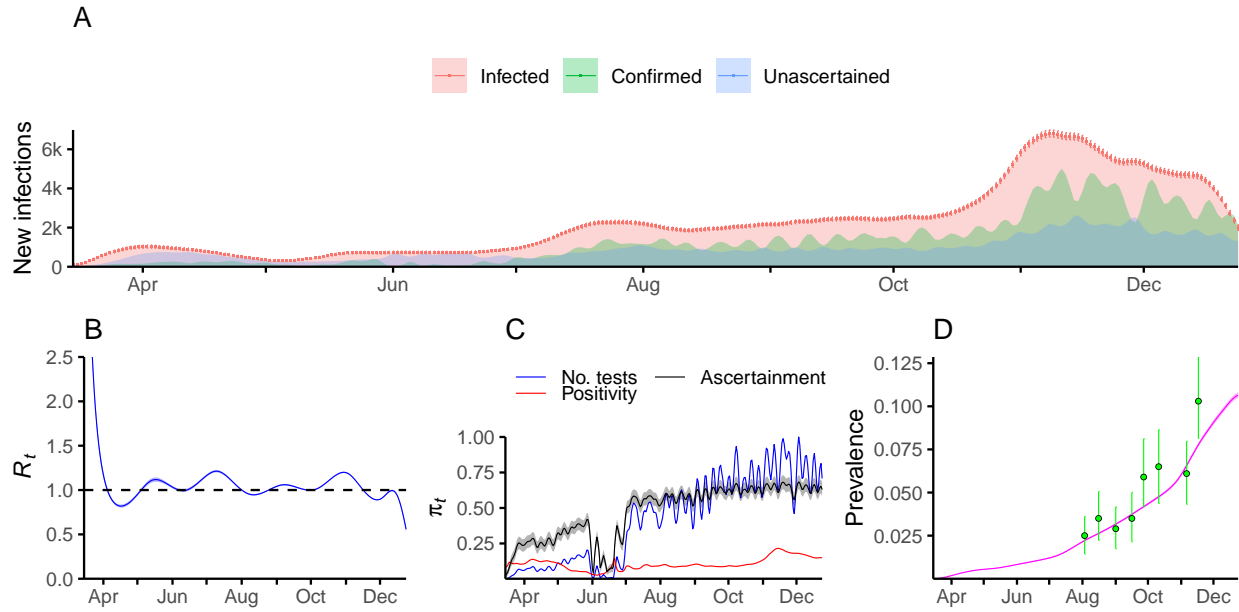 A
Infected Confirmed Unascertained
New infections
6k
4k
2k
0
Apr Jun Aug Oct Dec
B
R_t
2.5
2.0
1.5
1.0
0.5
0.0
Apr Jun Aug Oct Dec
C
No. tests Ascertainment
Positivity
π_t
1.00
0.75
0.50
0.25
Apr Jun Aug Oct Dec
D
Prevalence
0.125
0.100
0.075
0.050
0.025
Apr Jun Aug Oct Dec